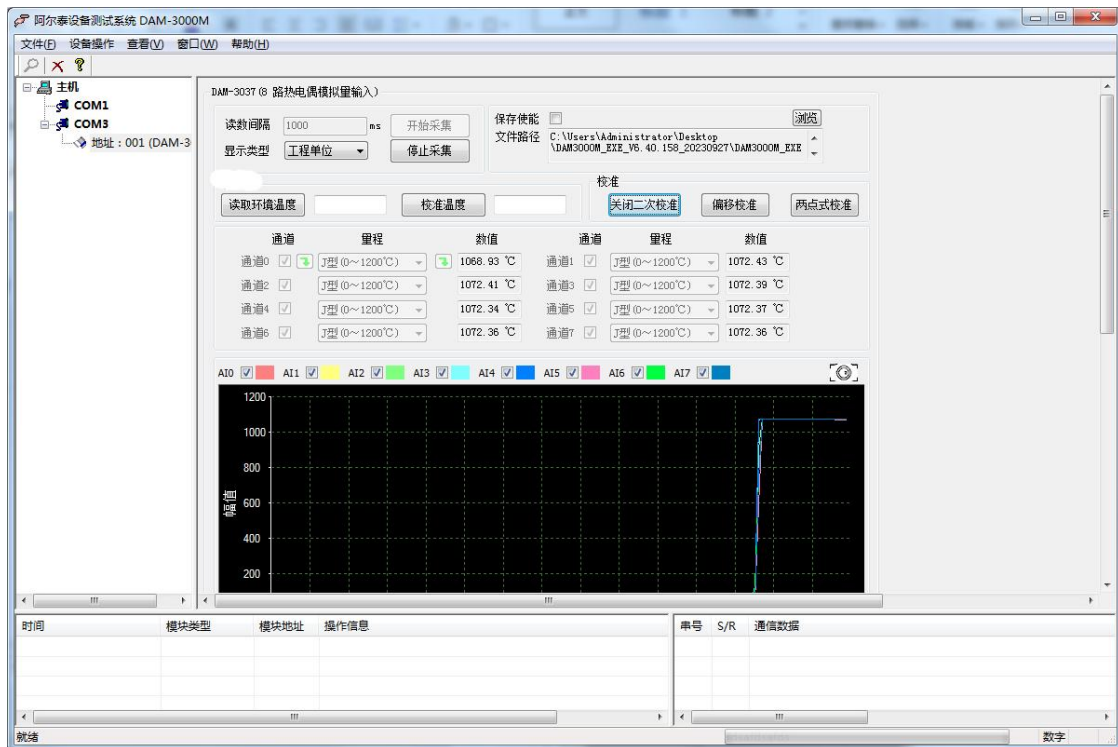 阿尔泰设备测试系统 DAM-3000M
文件(F) 设备操作 查看(V) 窗口(W) 帮助(H)
主机
COM1
COM3
地址：001 (DAM-3
DAM-3037(8 路热电偶模拟量输入)
读数间隔 1000 ms 开始采集
显示类型 工程单位 停止采集
保存使能 浏览
文件路径 C:\Users\Administrator\Desktop
\DAM3000M_EXE_V6.40.158_20230927\DAM3000M_EXE
读取环境温度 校准温度
校准
关闭二次校准 偏移校准 两点式校准
通道 量程 数值 通道 量程 数值
通道0 J型(0～1200℃) 1068.93 ℃ 通道1 J型(0～1200℃) 1072.43 ℃
通道2 J型(0～1200℃) 1072.41 ℃ 通道3 J型(0～1200℃) 1072.39 ℃
通道4 J型(0～1200℃) 1072.34 ℃ 通道5 J型(0～1200℃) 1072.37 ℃
通道6 J型(0～1200℃) 1072.36 ℃ 通道7 J型(0～1200℃) 1072.36 ℃
AI0 AI1 AI2 AI3 AI4 AI5 AI6 AI7
1200
1000
800
幅值
600
400
200
时间 模块类型 模块地址 操作信息
串号 S/R 通信数据
就绪 数字